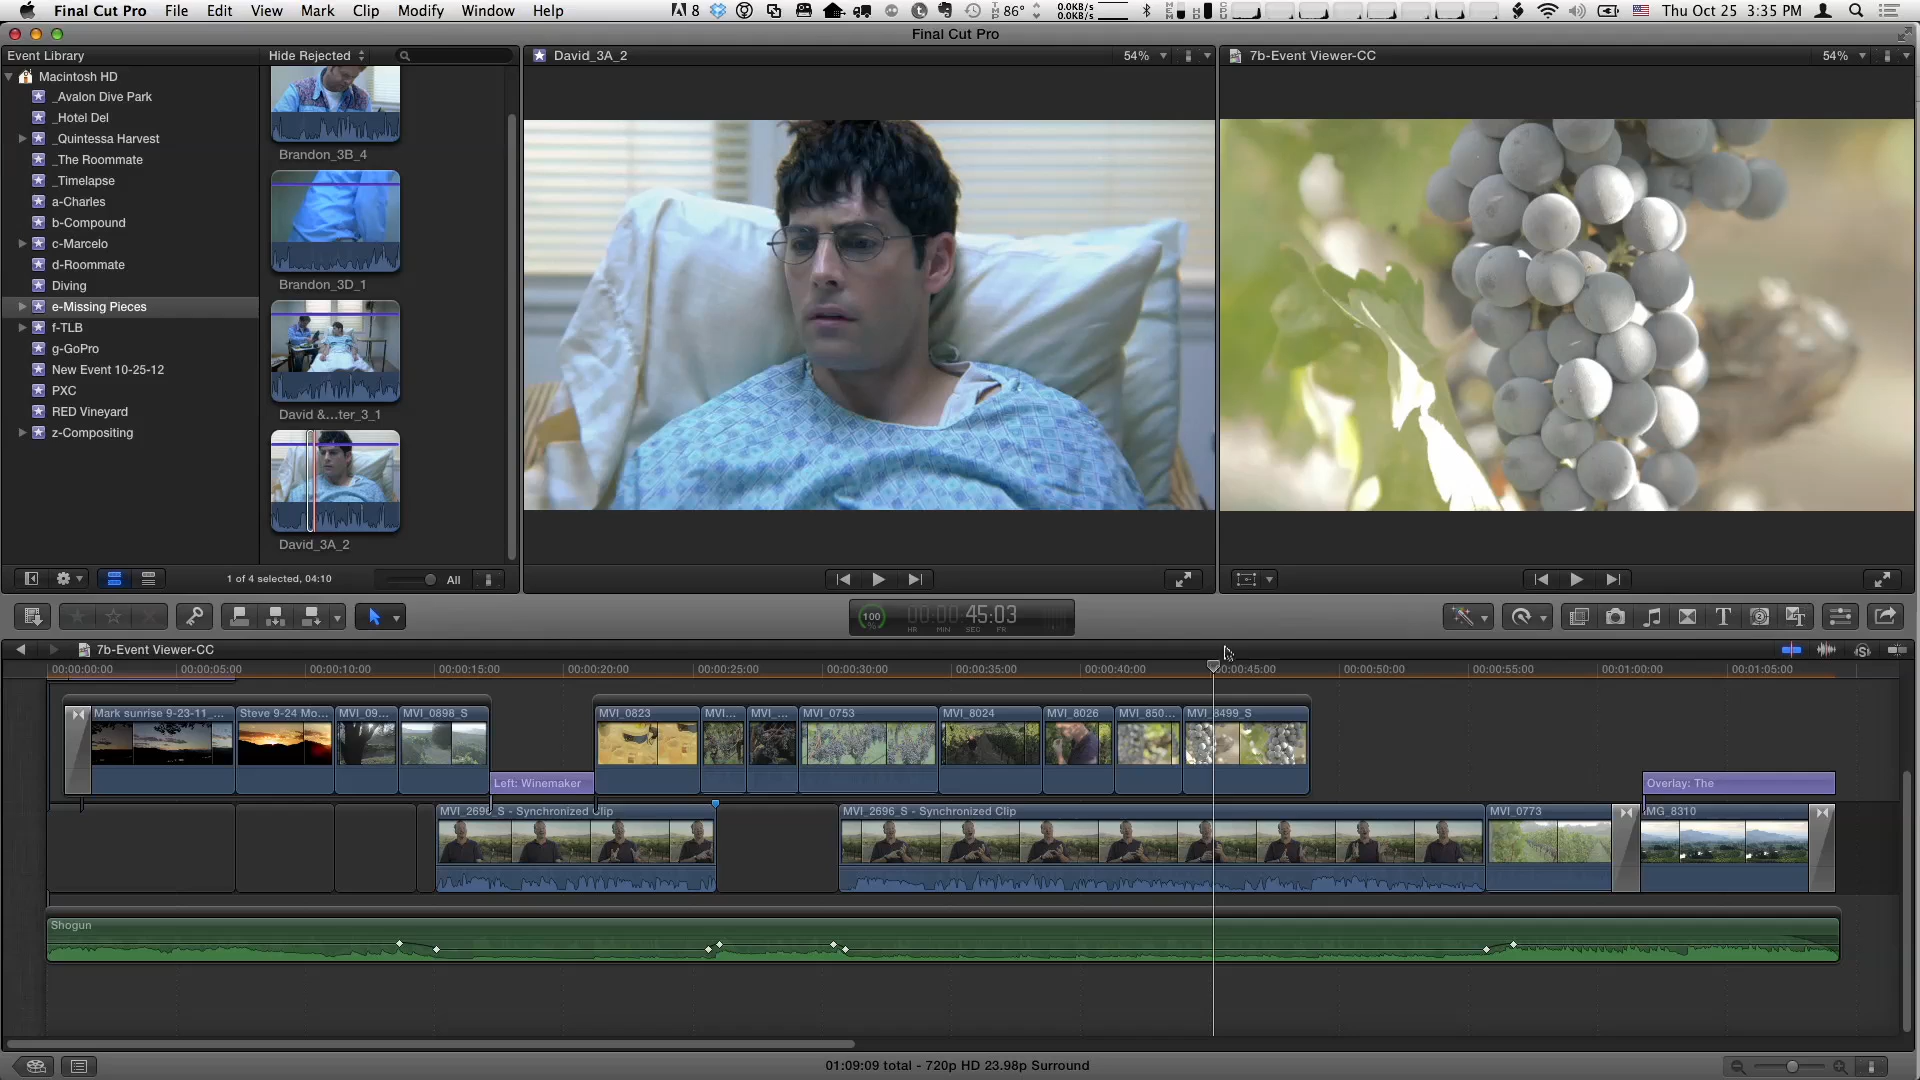 Final Cut Pro File Edit View Mark Clip Modify Window Help 8 86° 0.0KB/s 0.0KB/s Thu Oct 25 3:35 PM
Final Cut Pro
Event Library Hide Rejected
Macintosh HD
_Avalon Dive Park
_Hotel Del
_Quintessa Harvest
_The Roommate
_Timelapse
a-Charles
b-Compound
c-Marcelo
d-Roommate
Diving
e-Missing Pieces
f-TLB
g-GoPro
New Event 10-25-12
PXC
RED Vineyard
z-Compositing
Brandon_3B_4
Brandon_3D_1
David &...ter_3_1
David_3A_2
1 of 4 selected, 04:10 All
David_3A_2 54%
7b-Event Viewer-CC 54%
100 % 00:00:45:03
HR MIN SEC FR
7b-Event Viewer-CC
00:00:00:00 00:00:05:00 00:00:10:00 00:00:15:00 00:00:20:00 00:00:25:00 00:00:30:00 00:00:35:00 00:00:40:00 00:00:45:00 00:00:50:00 00:00:55:00 00:01:00:00 00:01:05:00
Mark sunrise 9-23-11_... Steve 9-24 Mo... MVI_09... MVI_0898_S MVI_0823 MVI... MVI_... MVI_0753 MVI_8024 MVI_8026 MVI_850... MVI_8499_S
Left: Winemaker Overlay: The
MVI_2696_S - Synchronized Clip MVI_2696_S - Synchronized Clip MVI_0773 IMG_8310
Shogun
01:09:09 total - 720p HD 23.98p Surround